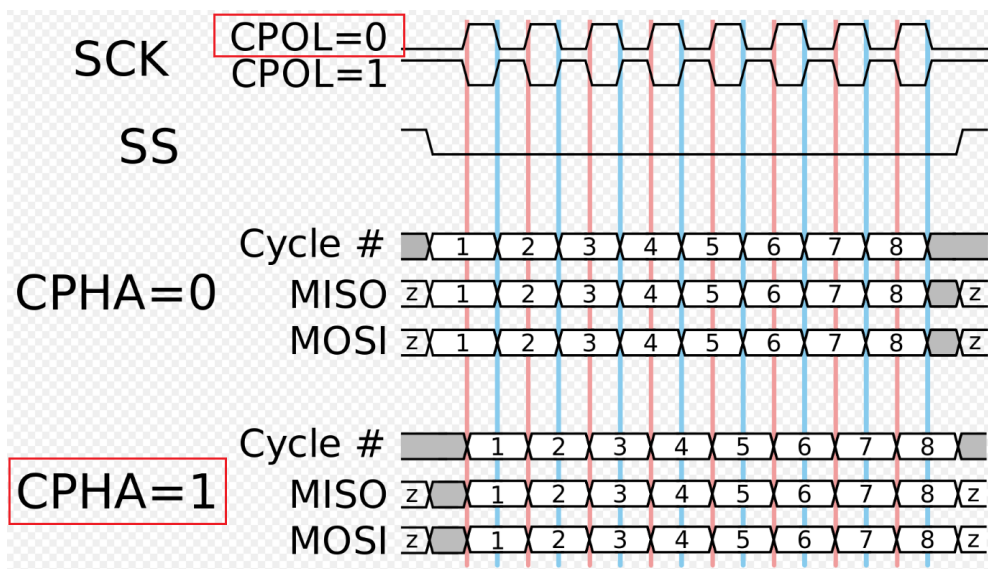 CPOL=0
SCK
CPOL=1
SS
Cycle # 1 2 3 4 5 6 7 8
CPHA=0
MISO z 1 2 3 4 5 6 7 8 z
MOSI z 1 2 3 4 5 6 7 8 z
Cycle # 1 2 3 4 5 6 7 8
CPHA=1
MISO z 1 2 3 4 5 6 7 8 z
MOSI z 1 2 3 4 5 6 7 8 z